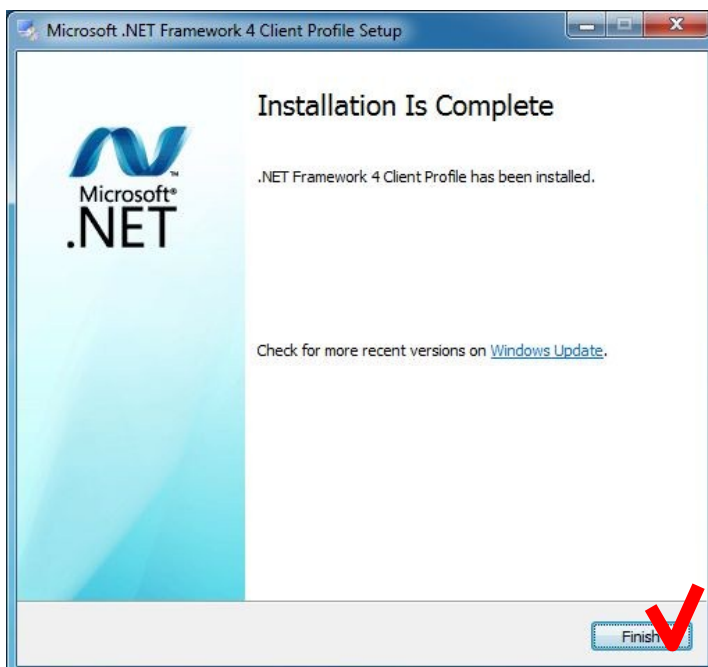 Microsoft .NET Framework 4 Client Profile Setup
Installation Is Complete
Microsoft®
.NET™
.NET Framework 4 Client Profile has been installed.
Check for more recent versions on Windows Update.
Finish